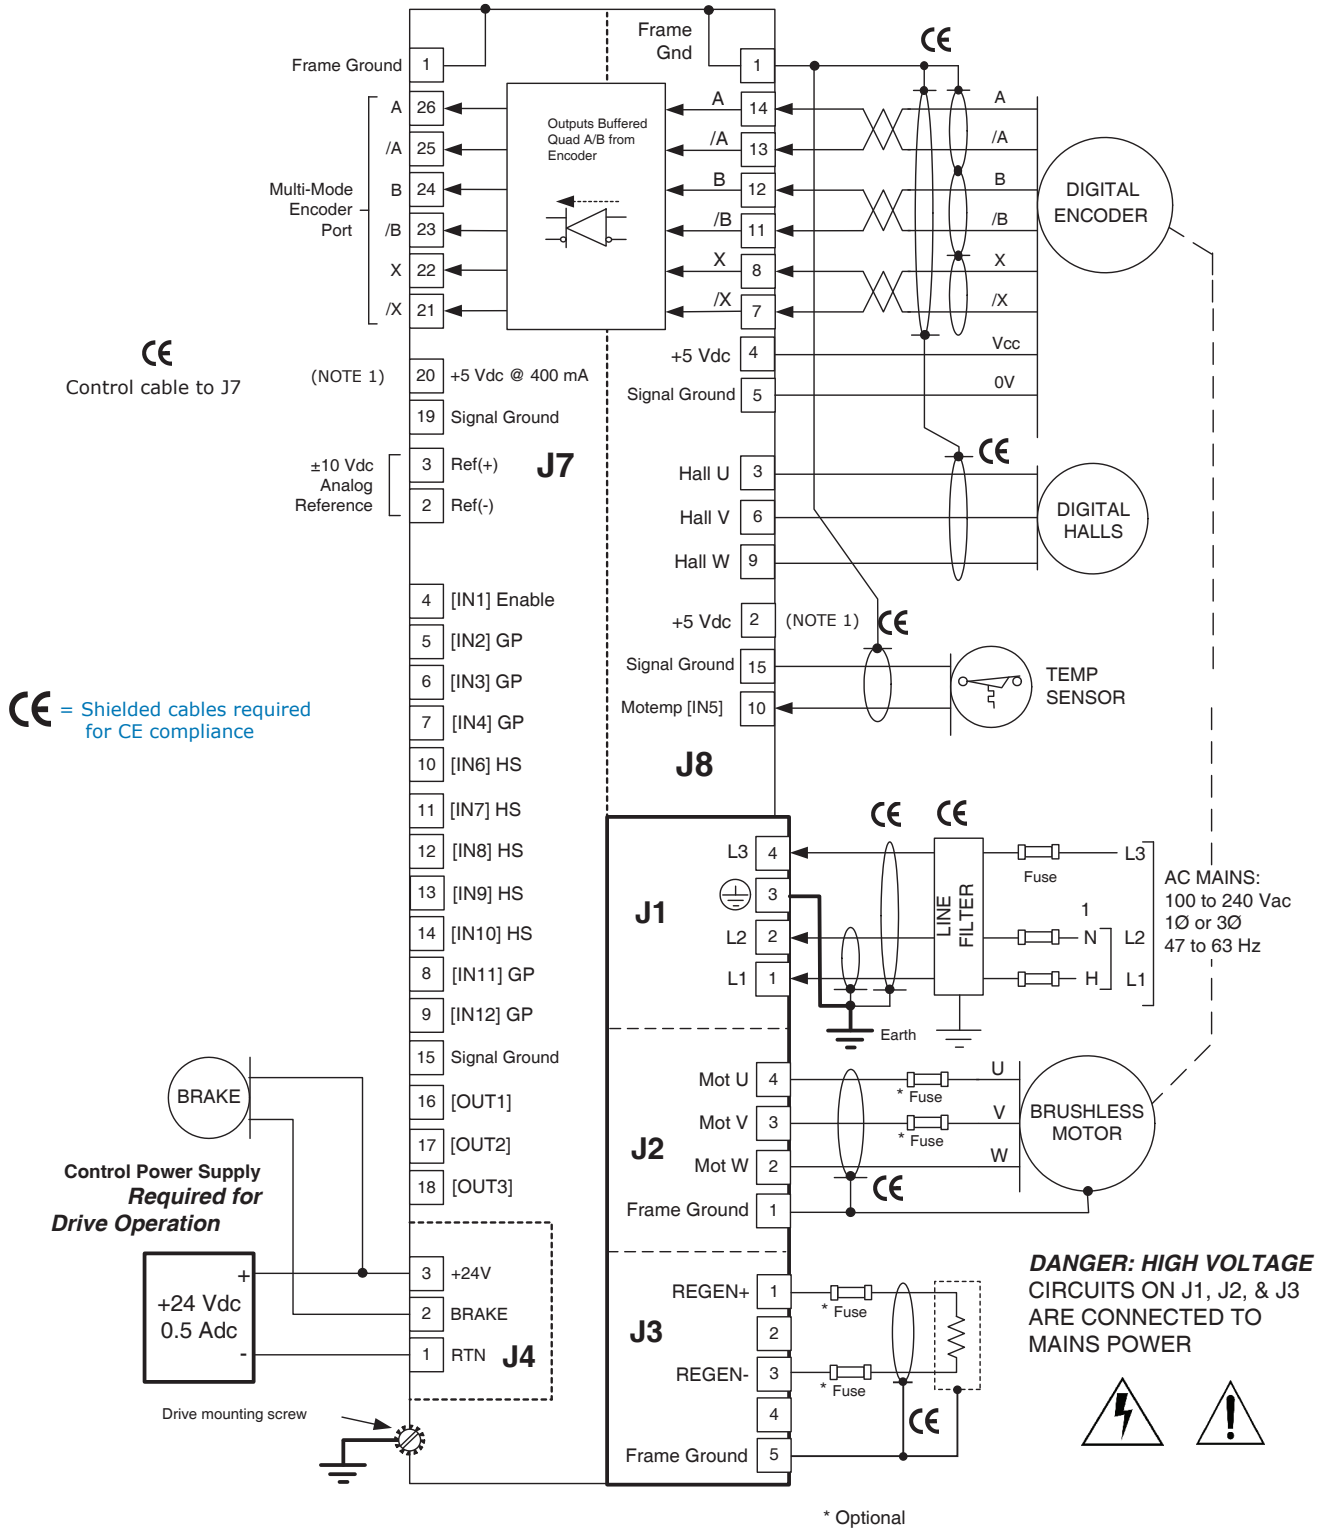 Frame Ground 1
Frame
Gnd 1
CE
A 26
/A 25
B 24
/B 23
X 22
/X 21
Multi-Mode
Encoder
Port
Outputs Buffered
Quad A/B from
Encoder
A 14
/A 13
B 12
/B 11
X 8
/X 7
A
/A
B
/B
X
/X
Vcc
0V
DIGITAL
ENCODER
+5 Vdc 4
Signal Ground 5
CE
Control cable to J7
(NOTE 1) 20 +5 Vdc @ 400 mA
19 Signal Ground
±10 Vdc
Analog
Reference
3 Ref(+)
2 Ref(-)
J7
CE
Hall U 3
Hall V 6
Hall W 9
DIGITAL
HALLS
+5 Vdc 2 (NOTE 1) CE
Signal Ground 15
Motemp [IN5] 10
TEMP
SENSOR
J8
4 [IN1] Enable
5 [IN2] GP
6 [IN3] GP
7 [IN4] GP
10 [IN6] HS
11 [IN7] HS
12 [IN8] HS
13 [IN9] HS
14 [IN10] HS
8 [IN11] GP
9 [IN12] GP
15 Signal Ground
16 [OUT1]
17 [OUT2]
18 [OUT3]
CE = Shielded cables required
for CE compliance
CE CE
L3 4
3
L2 2
L1 1
J1
LINE
FILTER
Fuse
L3
1
N L2
H L1
AC MAINS:
100 to 240 Vac
1Ø or 3Ø
47 to 63 Hz
Earth
Mot U 4
Mot V 3
Mot W 2
Frame Ground 1
J2
* Fuse
* Fuse
U
V
W
CE
BRUSHLESS
MOTOR
BRAKE
Control Power Supply
Required for
Drive Operation
+
+24 Vdc
0.5 Adc
-
3 +24V
2 BRAKE
1 RTN
J4
Drive mounting screw
REGEN+ 1
2
REGEN- 3
4
Frame Ground 5
J3
* Fuse
* Fuse
CE
DANGER: HIGH VOLTAGE
CIRCUITS ON J1, J2, & J3
ARE CONNECTED TO
MAINS POWER
!
* Optional